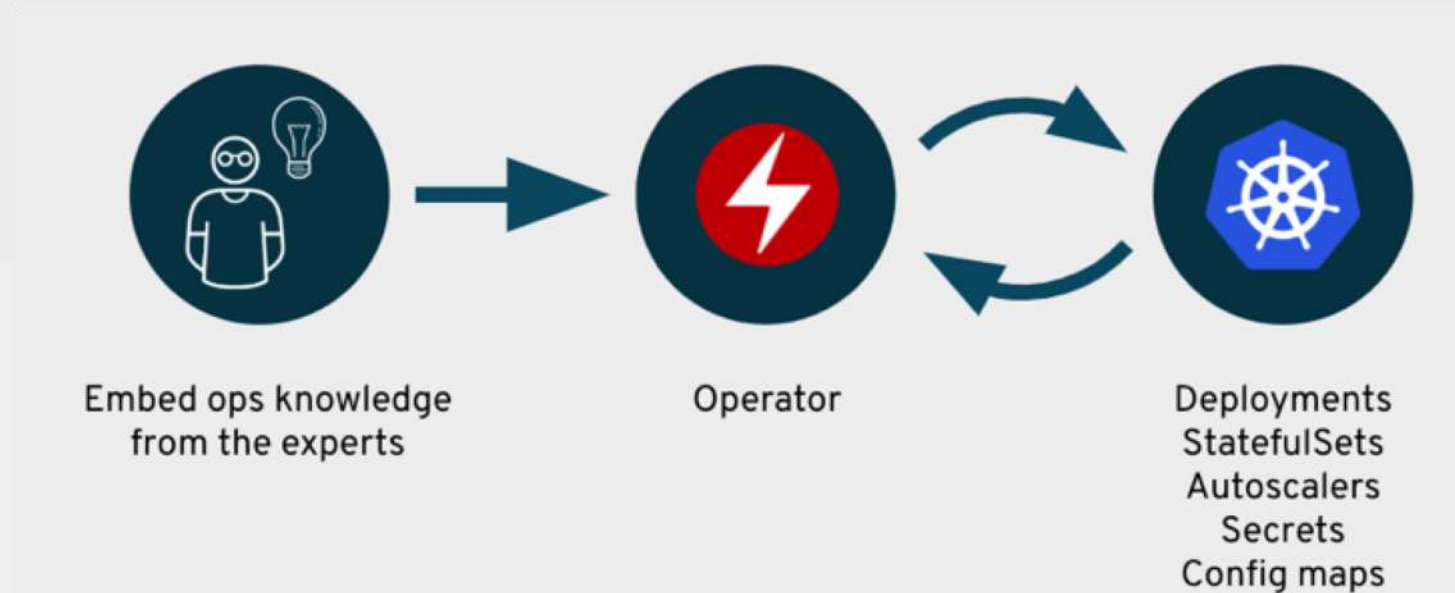 Embed ops knowledge
from the experts
Operator
Deployments
StatefulSets
Autoscalers
Secrets
Config maps